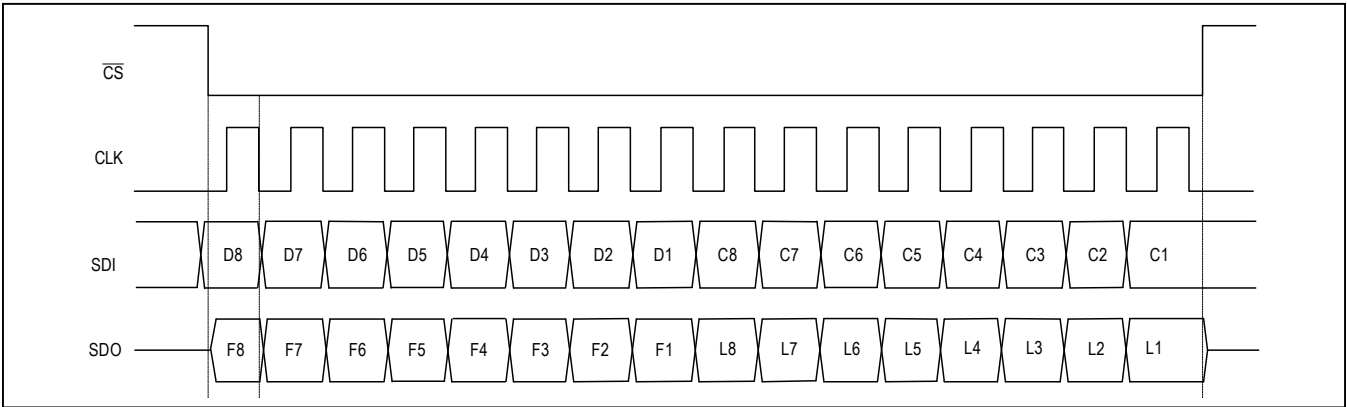 C̅S̅
CLK
SDI D8 D7 D6 D5 D4 D3 D2 D1 C8 C7 C6 C5 C4 C3 C2 C1
SDO F8 F7 F6 F5 F4 F3 F2 F1 L8 L7 L6 L5 L4 L3 L2 L1